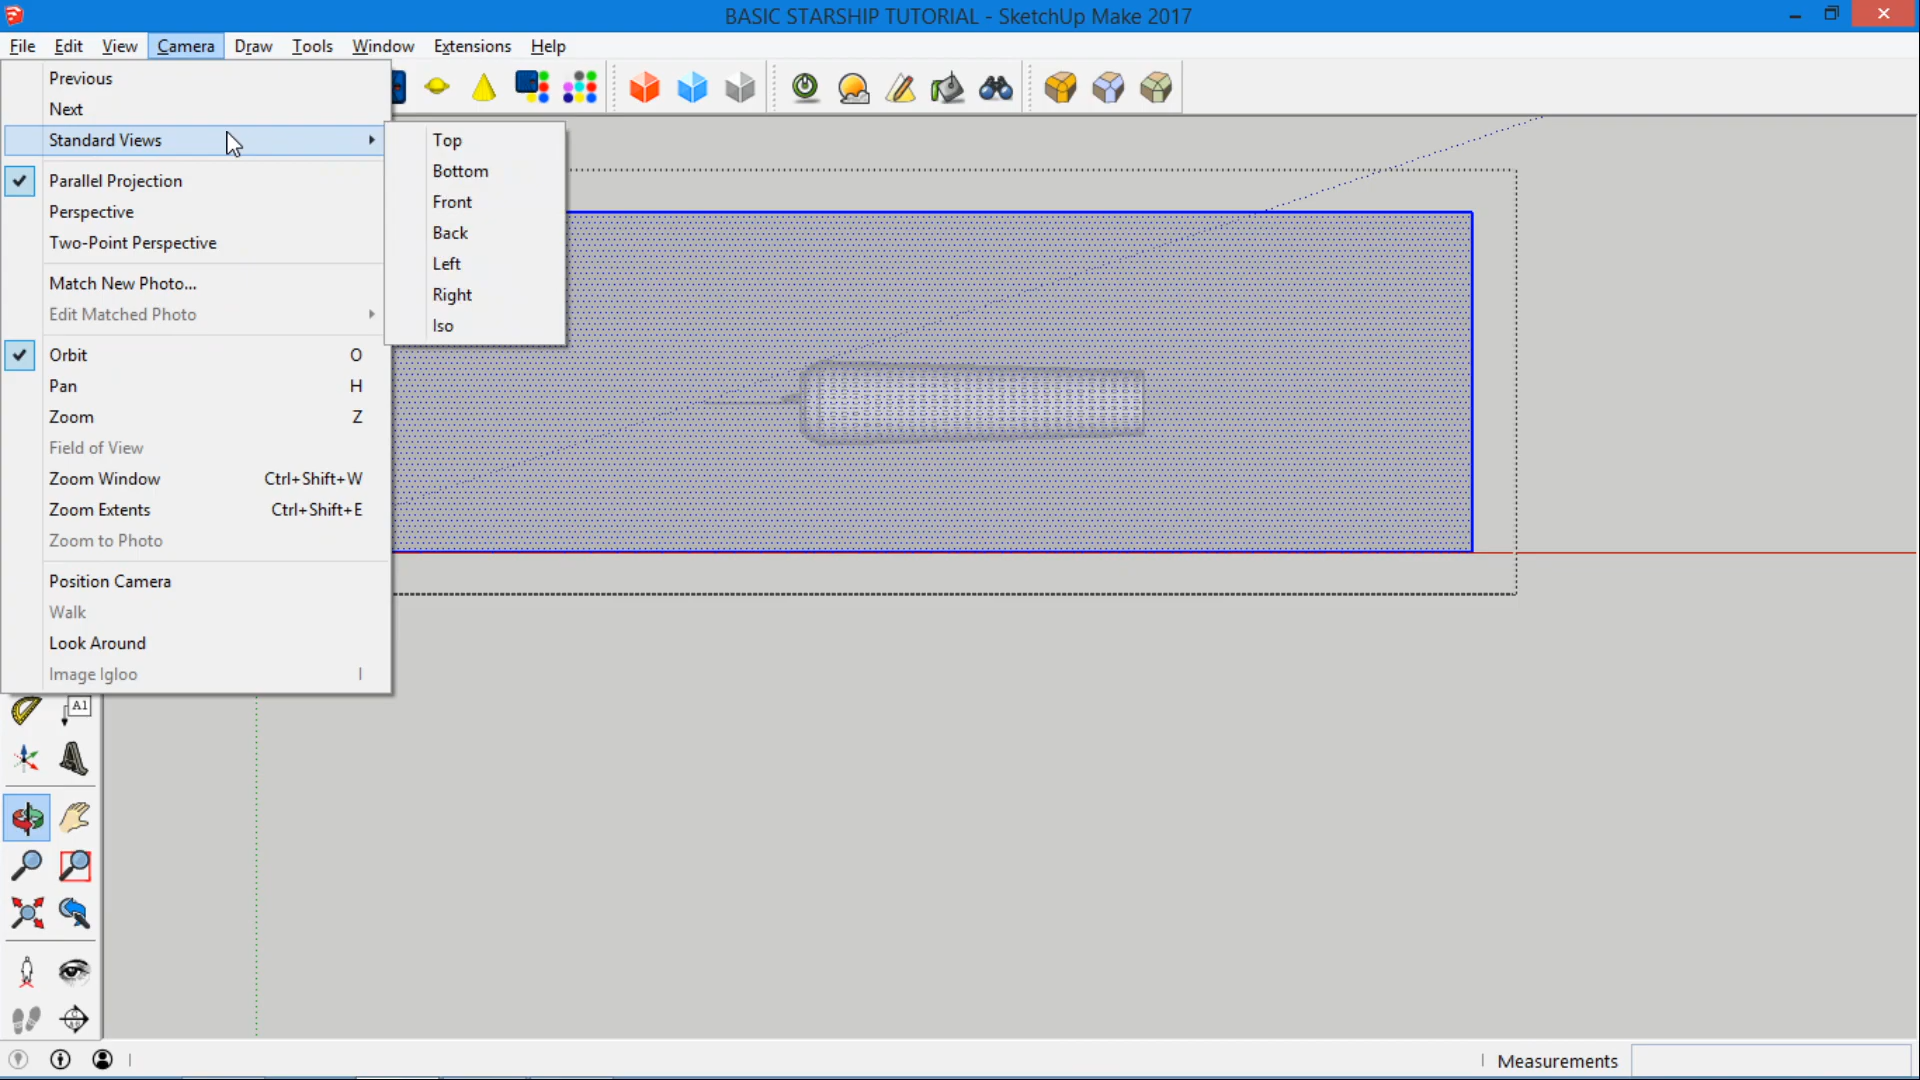 BASIC STARSHIP TUTORIAL - SketchUp Make 2017
File Edit View Camera Draw Tools Window Extensions Help
Previous
Next
Standard Views
Parallel Projection
Perspective
Two-Point Perspective
Match New Photo...
Edit Matched Photo
Orbit O
Pan H
Zoom Z
Field of View
Zoom Window Ctrl+Shift+W
Zoom Extents Ctrl+Shift+E
Zoom to Photo
Position Camera
Walk
Look Around
Image Igloo I
Top
Bottom
Front
Back
Left
Right
Iso
A1
Measurements